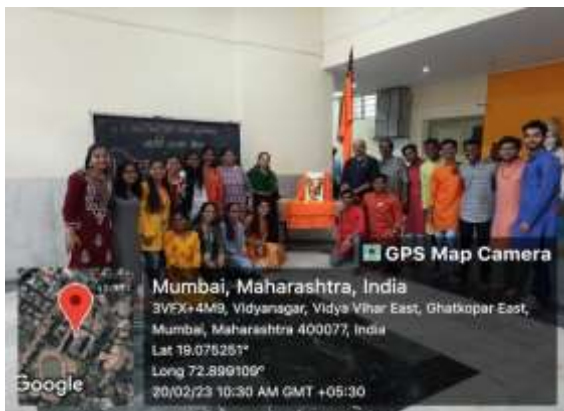 GPS Map Camera
Mumbai, Maharashtra, India
3VFX+4M9, Vidyanagar, Vidya Vihar East, Ghatkopar East,
Mumbai, Maharashtra 400077, India
Lat 19.075251°
Long 72.899109°
20/02/23 10:30 AM GMT +05:30
Google